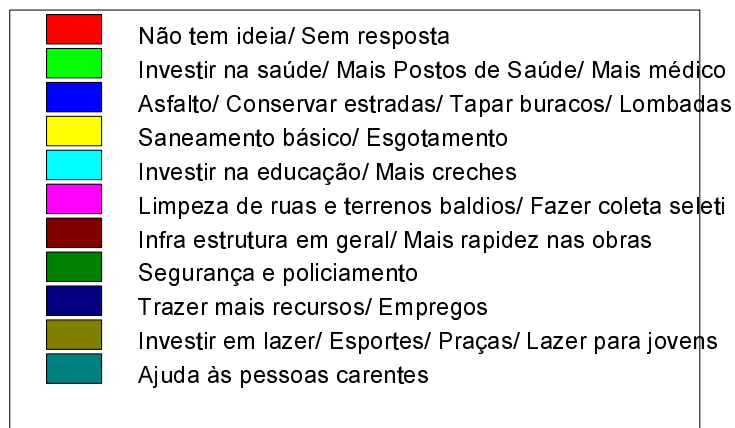 Não tem ideia/ Sem resposta
Investir na saúde/ Mais Postos de Saúde/ Mais médico
Asfalto/ Conservar estradas/ Tapar buracos/ Lombadas
Saneamento básico/ Esgotamento
Investir na educação/ Mais creches
Limpeza de ruas e terrenos baldios/ Fazer coleta seleti
Infra estrutura em geral/ Mais rapidez nas obras
Segurança e policiamento
Trazer mais recursos/ Empregos
Investir em lazer/ Esportes/ Praças/ Lazer para jovens
Ajuda às pessoas carentes